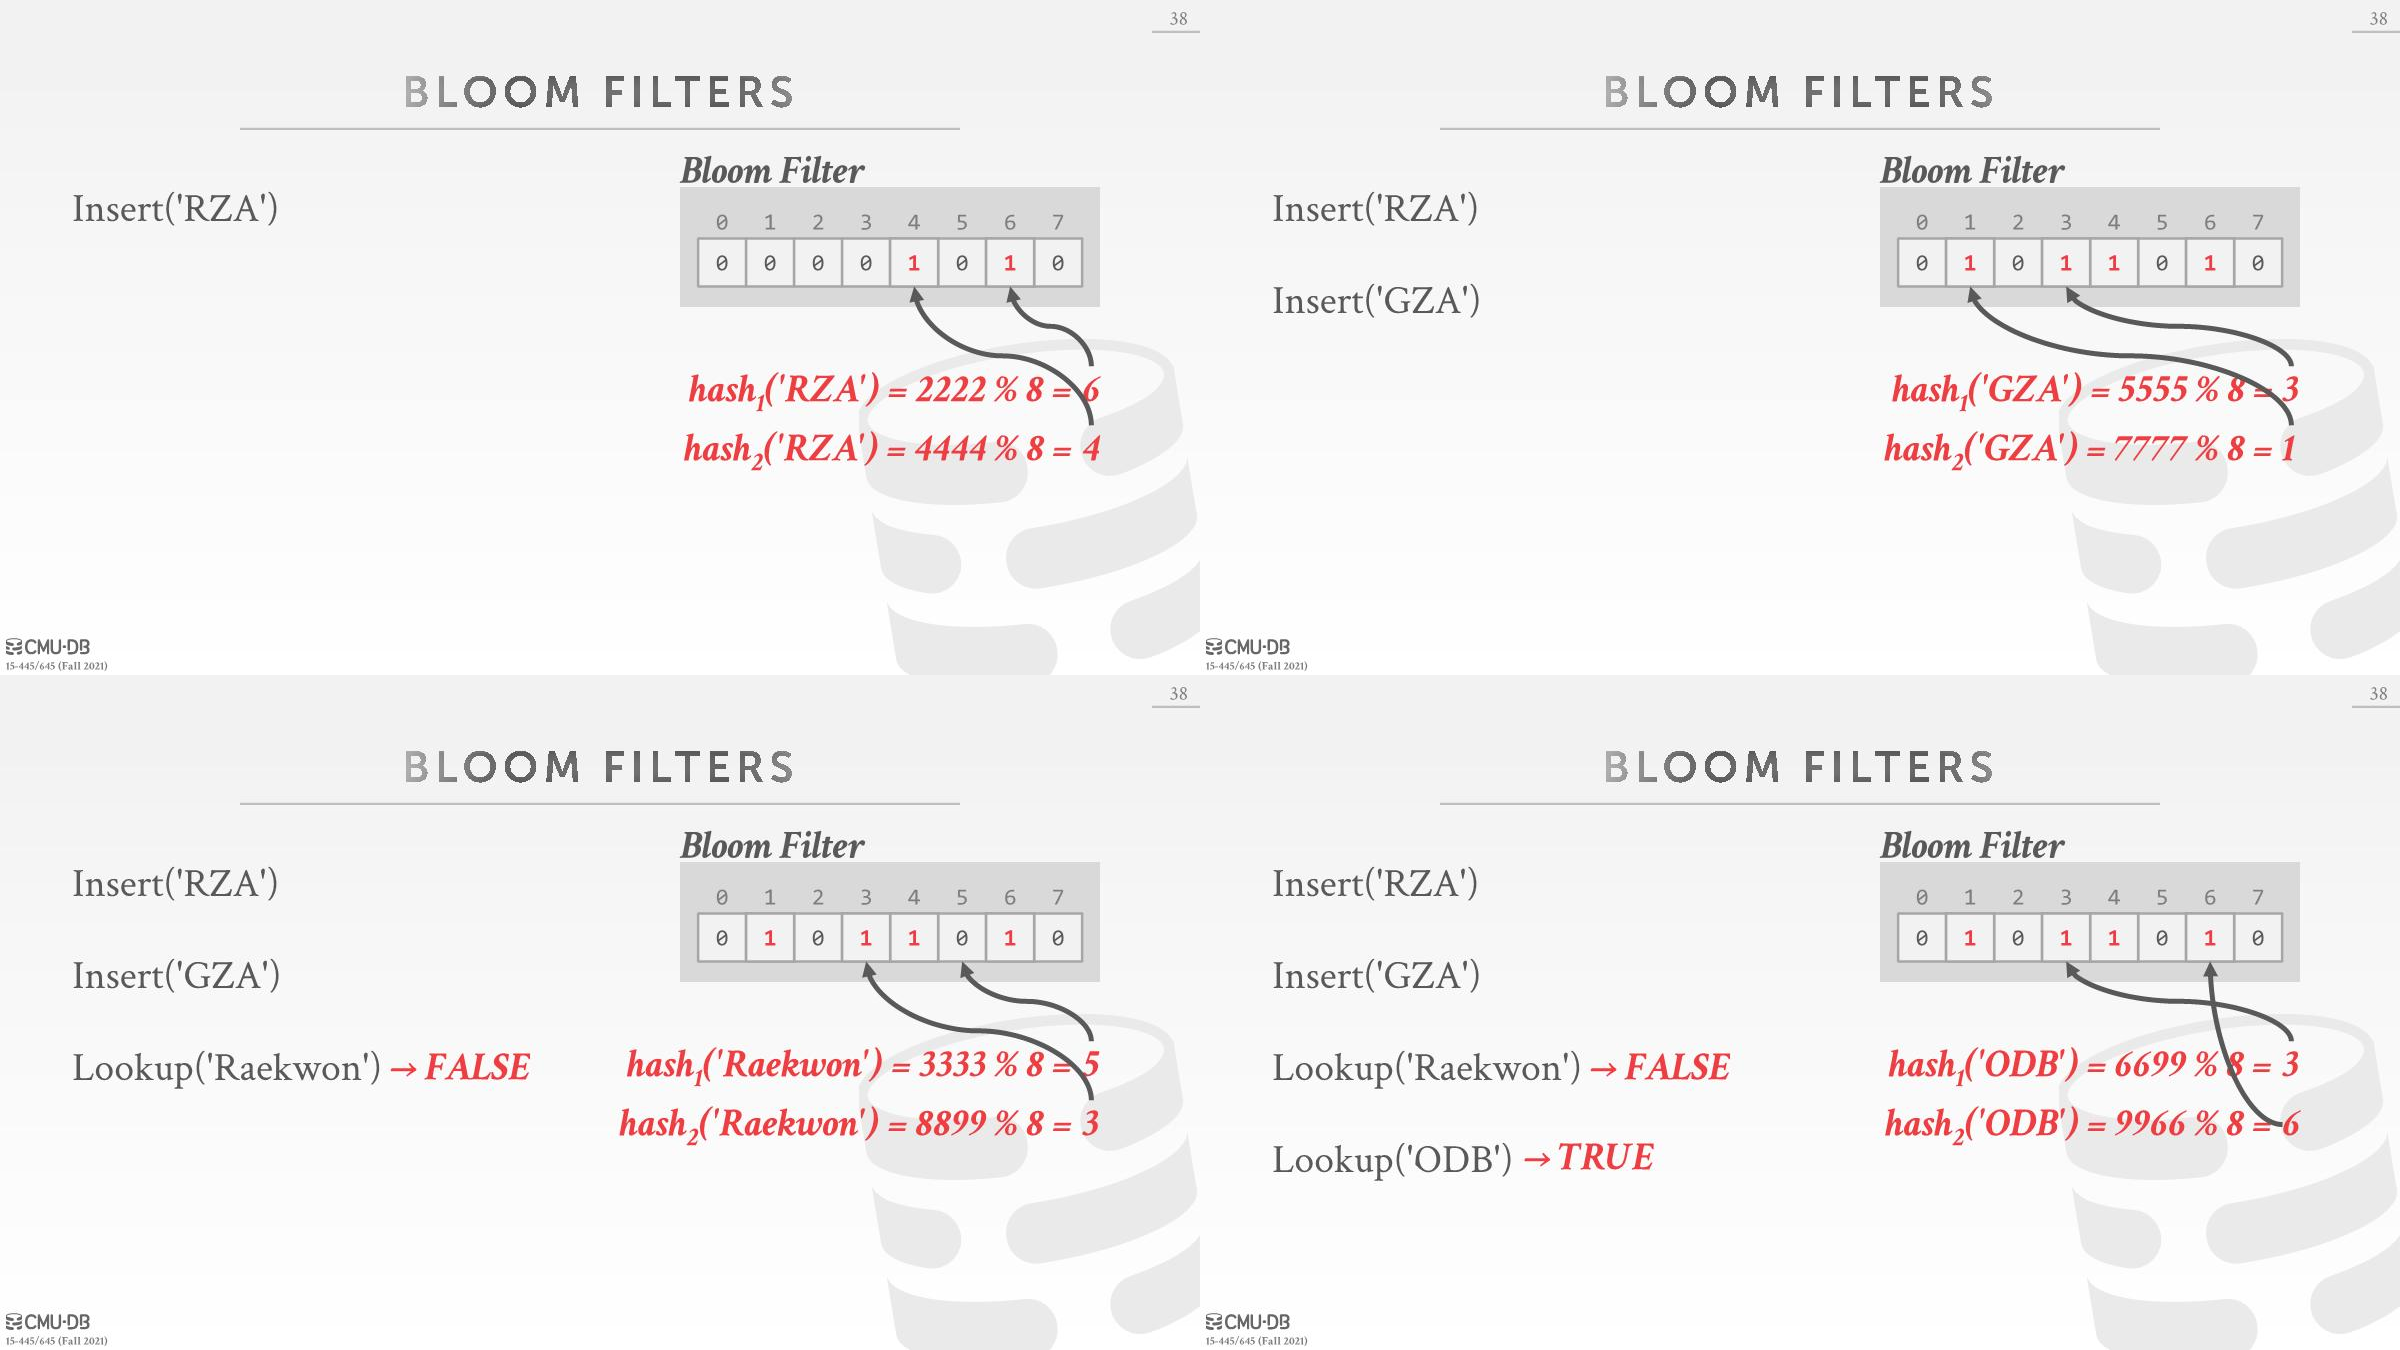 38
BLOOM FILTERS
Bloom Filter
Insert('RZA')
0 1 2 3 4 5 6 7
0 0 0 0 1 0 1 0
hash1('RZA') = 2222 % 8 = 6
hash2('RZA') = 4444 % 8 = 4
CMU·DB
15-445/645 (Fall 2021)
38
BLOOM FILTERS
Bloom Filter
Insert('RZA')
0 1 2 3 4 5 6 7
0 1 0 1 1 0 1 0
Insert('GZA')
hash1('GZA') = 5555 % 8 = 3
hash2('GZA') = 7777 % 8 = 1
CMU·DB
15-445/645 (Fall 2021)
38
BLOOM FILTERS
Bloom Filter
Insert('RZA')
0 1 2 3 4 5 6 7
0 1 0 1 1 0 1 0
Insert('GZA')
Lookup('Raekwon') → FALSE
hash1('Raekwon') = 3333 % 8 = 5
hash2('Raekwon') = 8899 % 8 = 3
CMU·DB
15-445/645 (Fall 2021)
38
BLOOM FILTERS
Bloom Filter
Insert('RZA')
0 1 2 3 4 5 6 7
0 1 0 1 1 0 1 0
Insert('GZA')
Lookup('Raekwon') → FALSE
hash1('ODB') = 6699 % 8 = 3
hash2('ODB') = 9966 % 8 = 6
Lookup('ODB') → TRUE
CMU·DB
15-445/645 (Fall 2021)